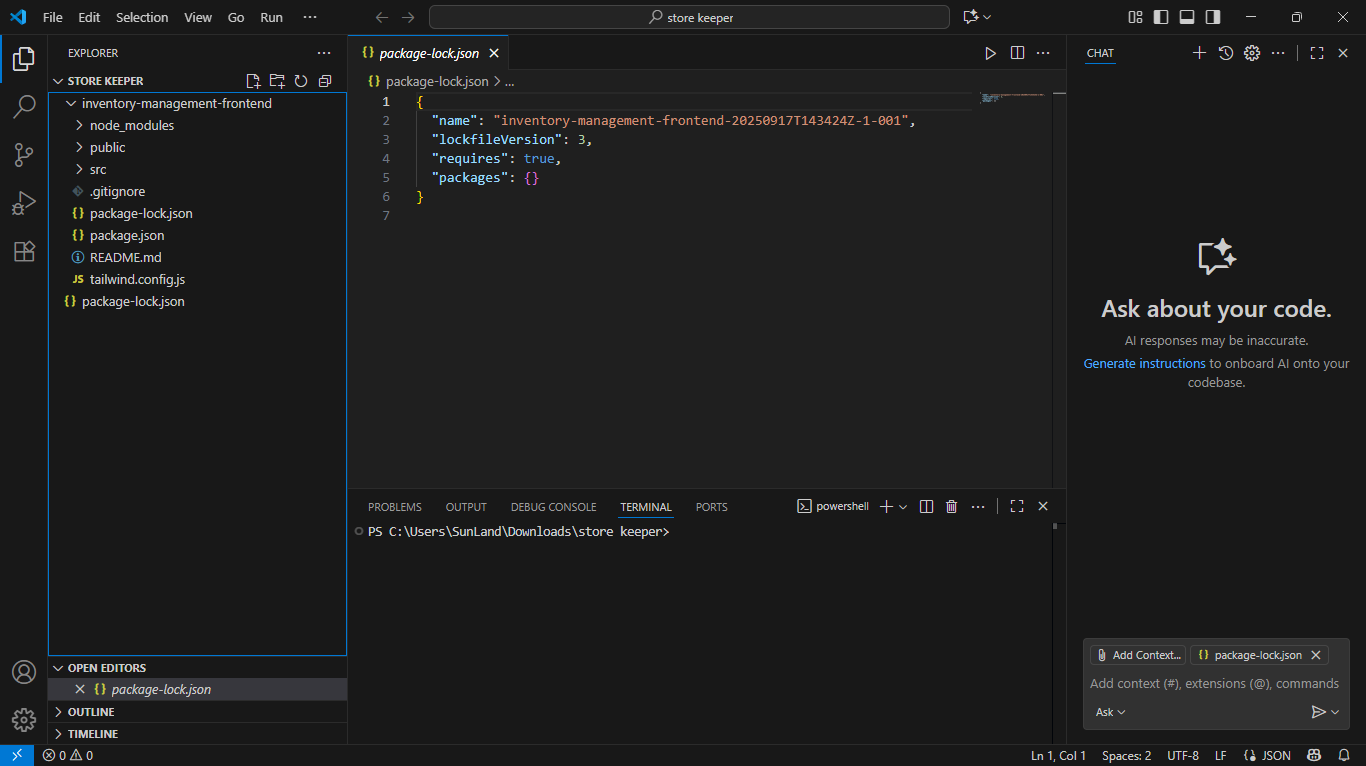 File Edit Selection View Go Run ···
store keeper
EXPLORER ···
STORE KEEPER
inventory-management-frontend
node_modules
public
src
.gitignore
{} package-lock.json
{} package.json
README.md
JS tailwind.config.js
{} package-lock.json
OPEN EDITORS
{} package-lock.json
OUTLINE
TIMELINE
{} package-lock.json
{} package-lock.json > ...
1 {
2 "name": "inventory-management-frontend-20250917T143424Z-1-001",
3 "lockfileVersion": 3,
4 "requires": true,
5 "packages": {}
6 }
7
PROBLEMS OUTPUT DEBUG CONSOLE TERMINAL PORTS
powershell
PS C:\Users\SunLand\Downloads\store keeper>
CHAT
Ask about your code.
AI responses may be inaccurate.
Generate instructions to onboard AI onto your
codebase.
Add Context... {} package-lock.json
Add context (#), extensions (@), commands
Ask
0 0
Ln 1, Col 1 Spaces: 2 UTF-8 LF {} JSON